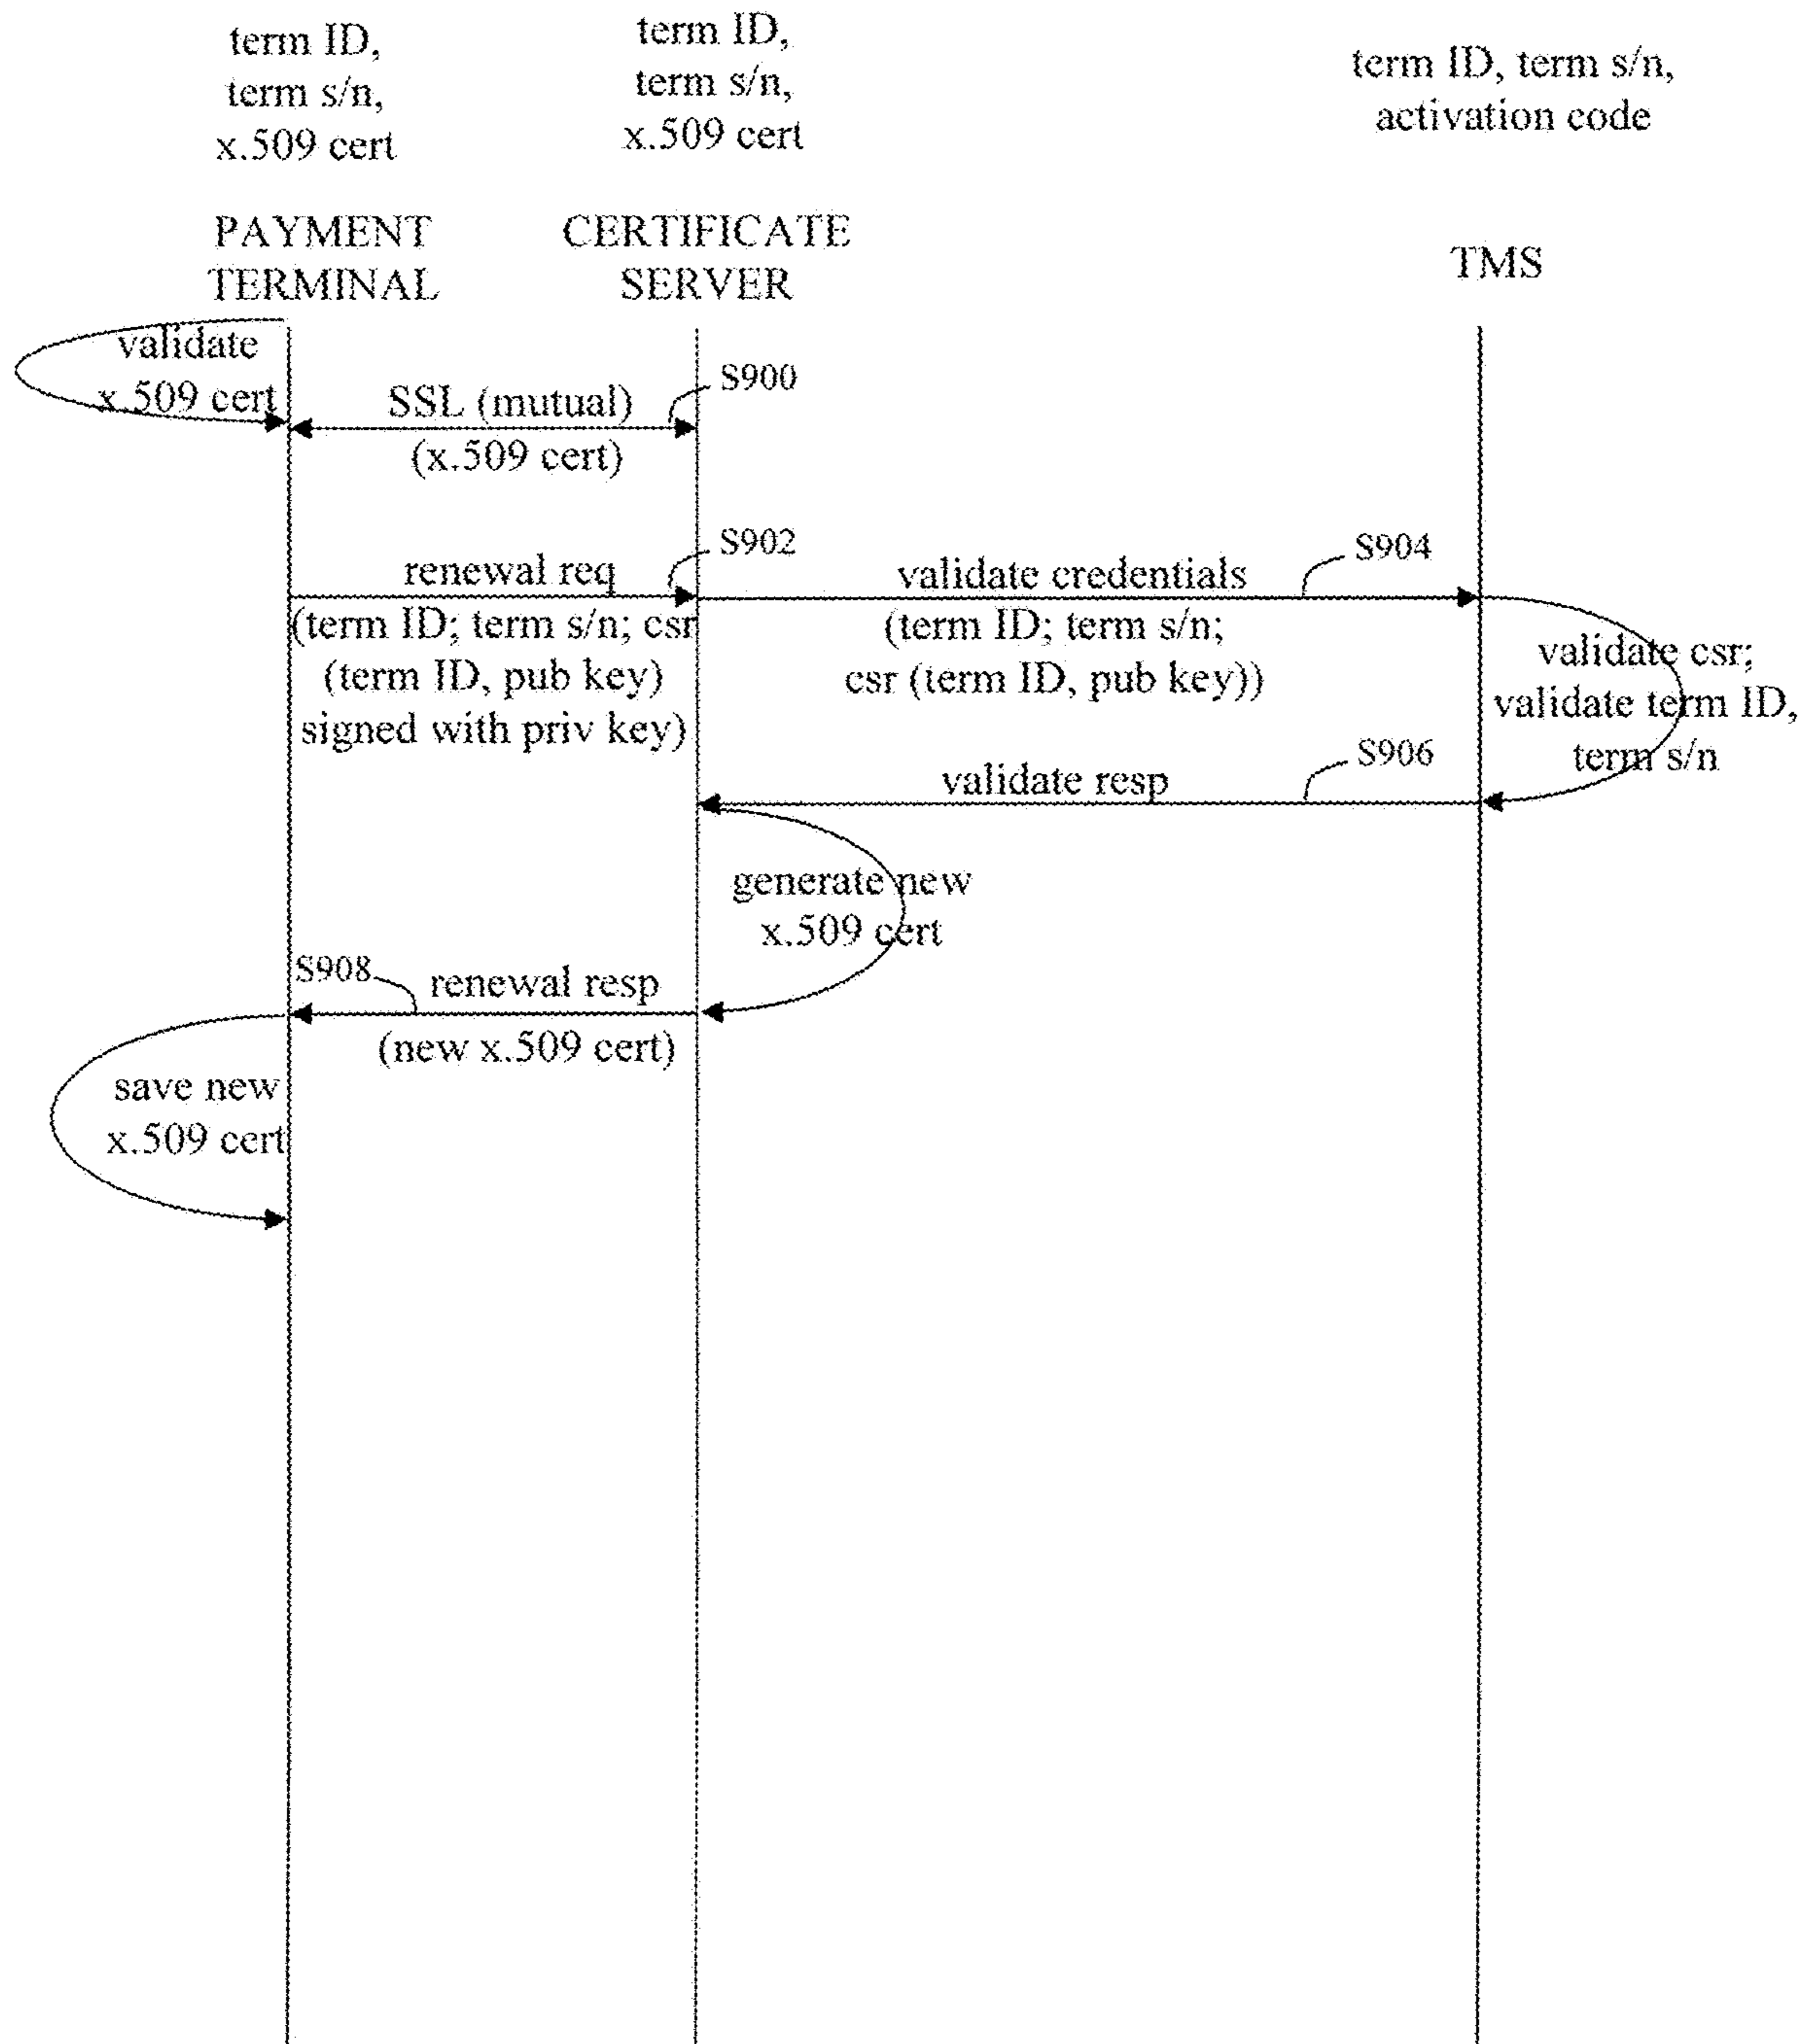 term ID,
term s/n,
x.509 cert
term ID,
term s/n,
x.509 cert
term ID, term s/n,
activation code
PAYMENT
TERMINAL
CERTIFICATE
SERVER
TMS
validate
x.509 cert
SSL (mutual)
(x.509 cert)
S900
renewal req
(term ID; term s/n; csr
(term ID, pub key)
signed with priv key)
S902
validate credentials
(term ID; term s/n;
csr (term ID, pub key))
S904
validate csr;
validate term ID,
term s/n
validate resp
S906
generate new
x.509 cert
S908
renewal resp
(new x.509 cert)
save new
x.509 cert